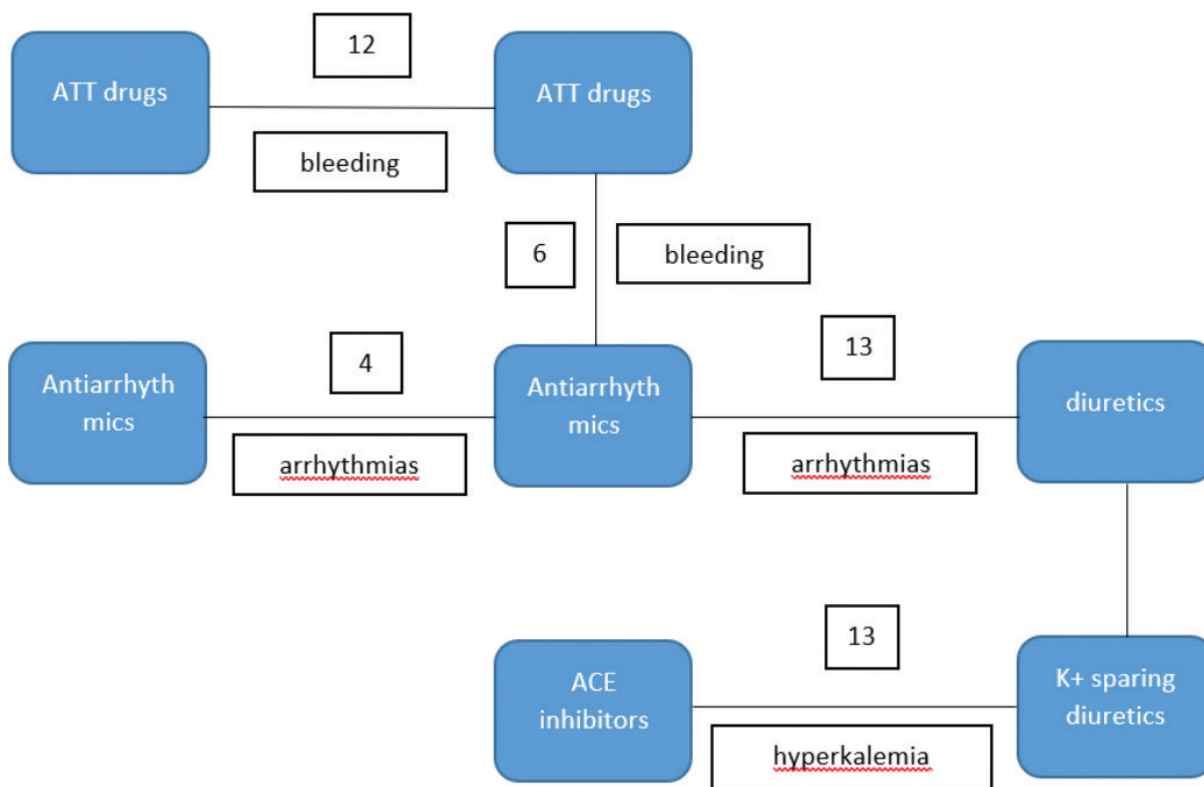 12
ATT drugs
ATT drugs
bleeding
6
bleeding
4
13
Antiarrhyth
mics
Antiarrhyth
mics
diuretics
arrhythmias
arrhythmias
13
ACE
inhibitors
K+ sparing
diuretics
hyperkalemia